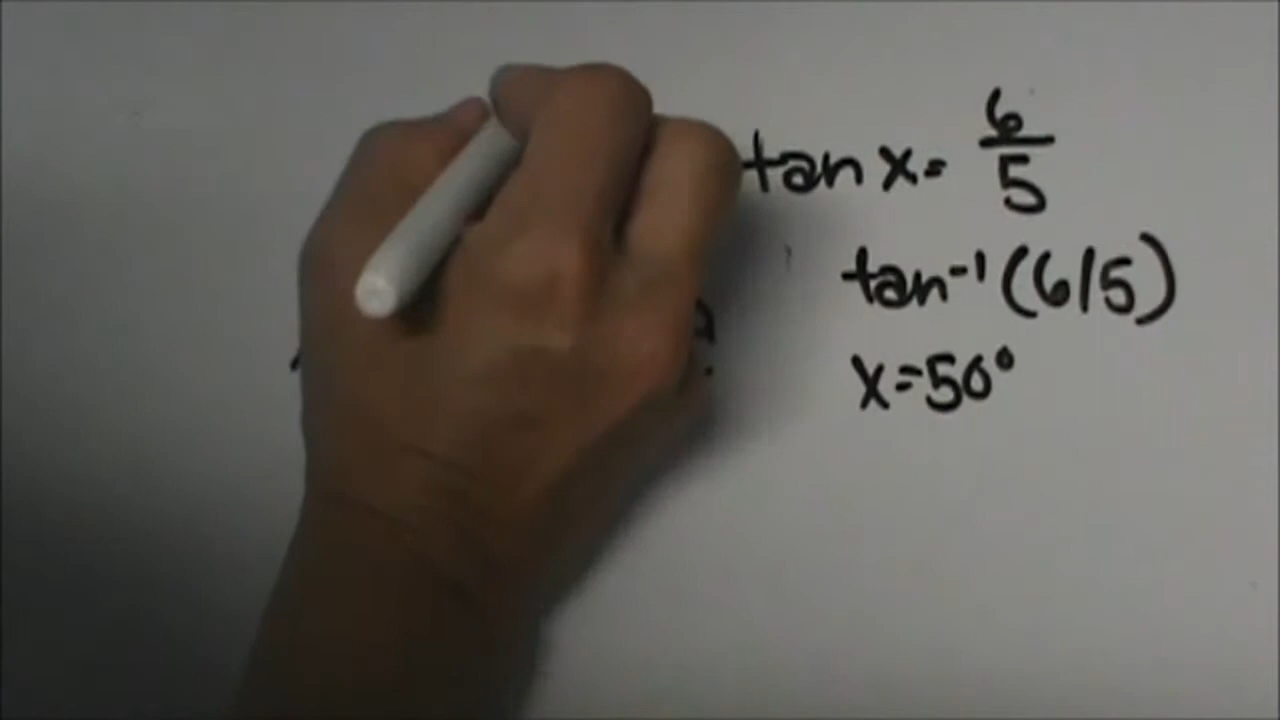 tan x = 6/5
tan⁻¹ (6/5)
x = 50°